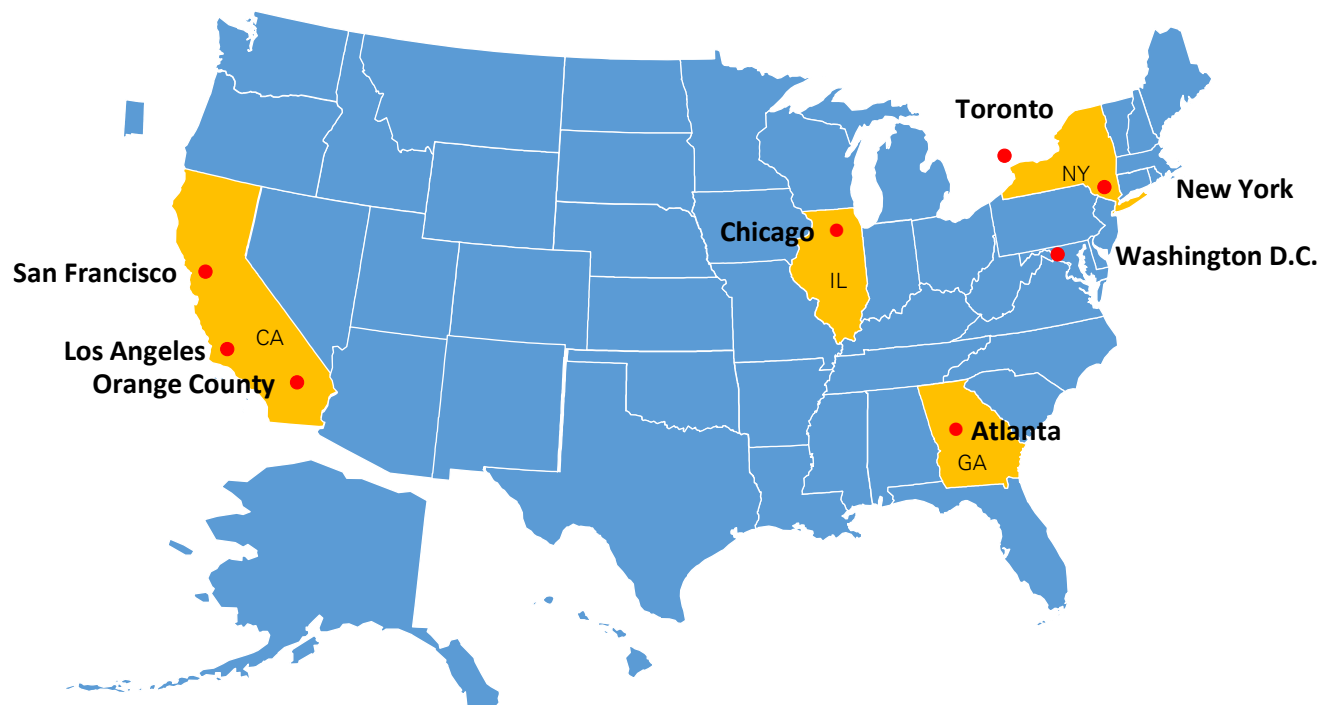 Toronto
NY
New York
Chicago
Washington D.C.
San Francisco
IL
CA
Los Angeles
Orange County
Atlanta
GA